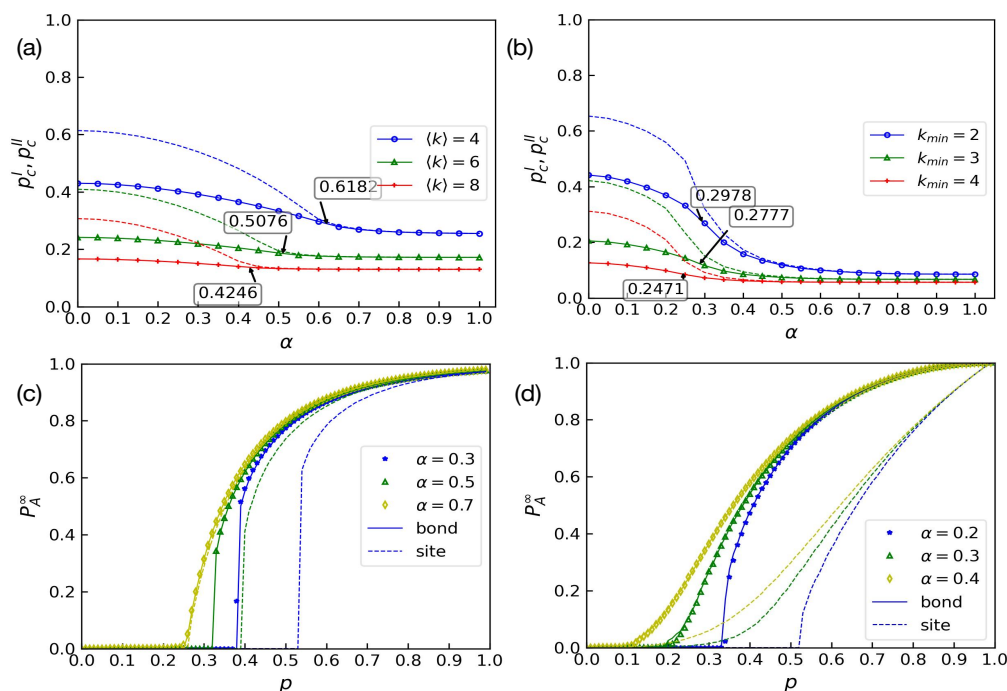 (a)
1.0
0.8
0.6
0.4
0.2
0.0
p_c^I, p_c^{II}
⟨k⟩ = 4
⟨k⟩ = 6
⟨k⟩ = 8
0.6182
0.5076
0.4246
0.0 0.1 0.2 0.3 0.4 0.5 0.6 0.7 0.8 0.9 1.0
α
(b)
1.0
0.8
0.6
0.4
0.2
0.0
p_c^I, p_c^{II}
k_{min} = 2
k_{min} = 3
k_{min} = 4
0.2978
0.2777
0.2471
0.0 0.1 0.2 0.3 0.4 0.5 0.6 0.7 0.8 0.9 1.0
α
(c)
1.0
0.8
0.6
0.4
0.2
0.0
P_A^∞
α = 0.3
α = 0.5
α = 0.7
bond
site
0.0 0.1 0.2 0.3 0.4 0.5 0.6 0.7 0.8 0.9 1.0
p
(d)
1.0
0.8
0.6
0.4
0.2
0.0
P_A^∞
α = 0.2
α = 0.3
α = 0.4
bond
site
0.0 0.1 0.2 0.3 0.4 0.5 0.6 0.7 0.8 0.9 1.0
p